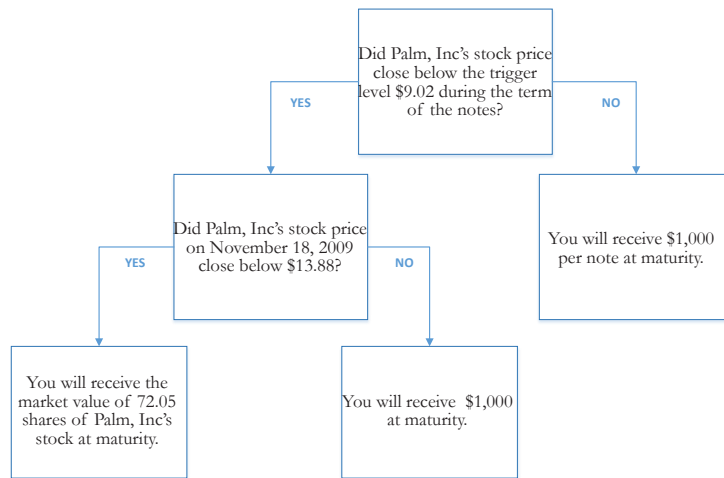 Did Palm, Inc's stock price
close below the trigger
level $9.02 during the term
of the notes?
YES
NO
Did Palm, Inc's stock price
on November 18, 2009
close below $13.88?
You will receive $1,000
per note at maturity.
YES
NO
You will receive the
market value of 72.05
shares of Palm, Inc's
stock at maturity.
You will receive $1,000
at maturity.